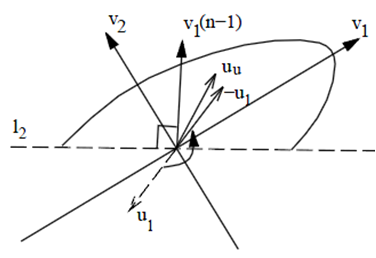 v₂
v₁(n−1)
v₁
uᵤ
−u₁
l₂
u₁